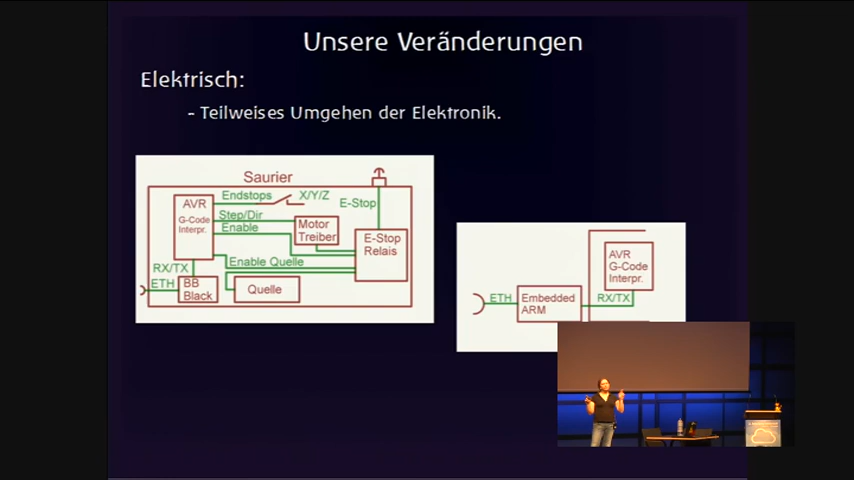 Unsere Veränderungen
Elektrisch:
- Teilweises Umgehen der Elektronik.
Saurier
AVR
G-Code
Interpr.
Endstops
X/Y/Z
E-Stop
Step/Dir
Enable
Motor
Treiber
E-Stop
Relais
Enable Quelle
RX/TX
ETH
BB
Black
Quelle
AVR
G-Code
Interpr.
ETH
Embedded
ARM
RX/TX